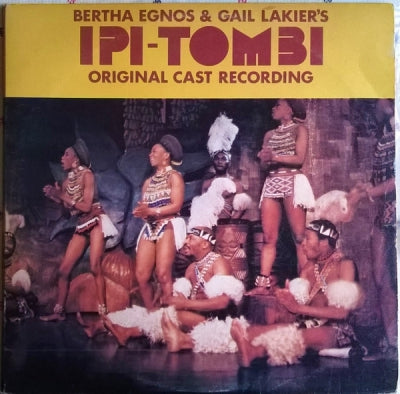 BERTHA EGNOS & GAIL LAKIER'S
IPI-TOMBI
ORIGINAL CAST RECORDING